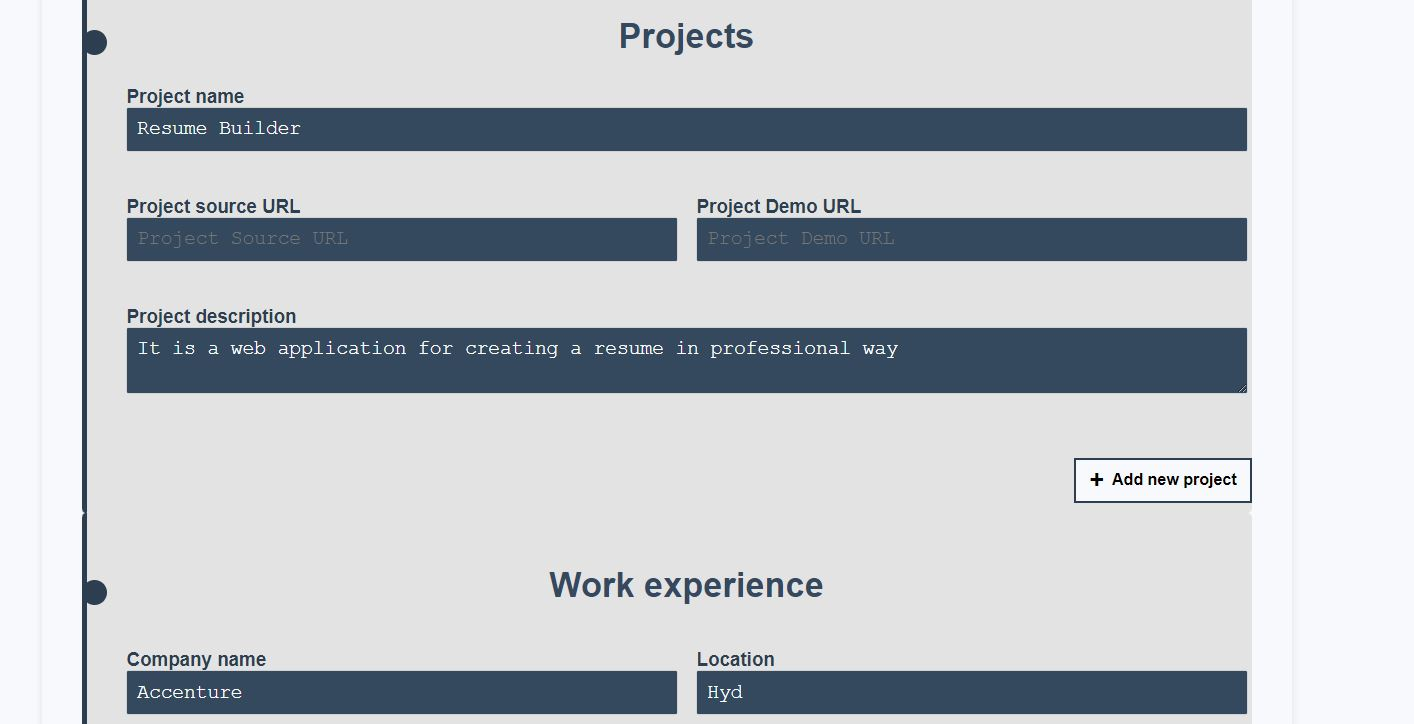 Projects
Project name
Resume Builder
Project source URL Project Demo URL
Project Source URL Project Demo URL
Project description
It is a web application for creating a resume in professional way
+ Add new project
Work experience
Company name Location
Accenture Hyd